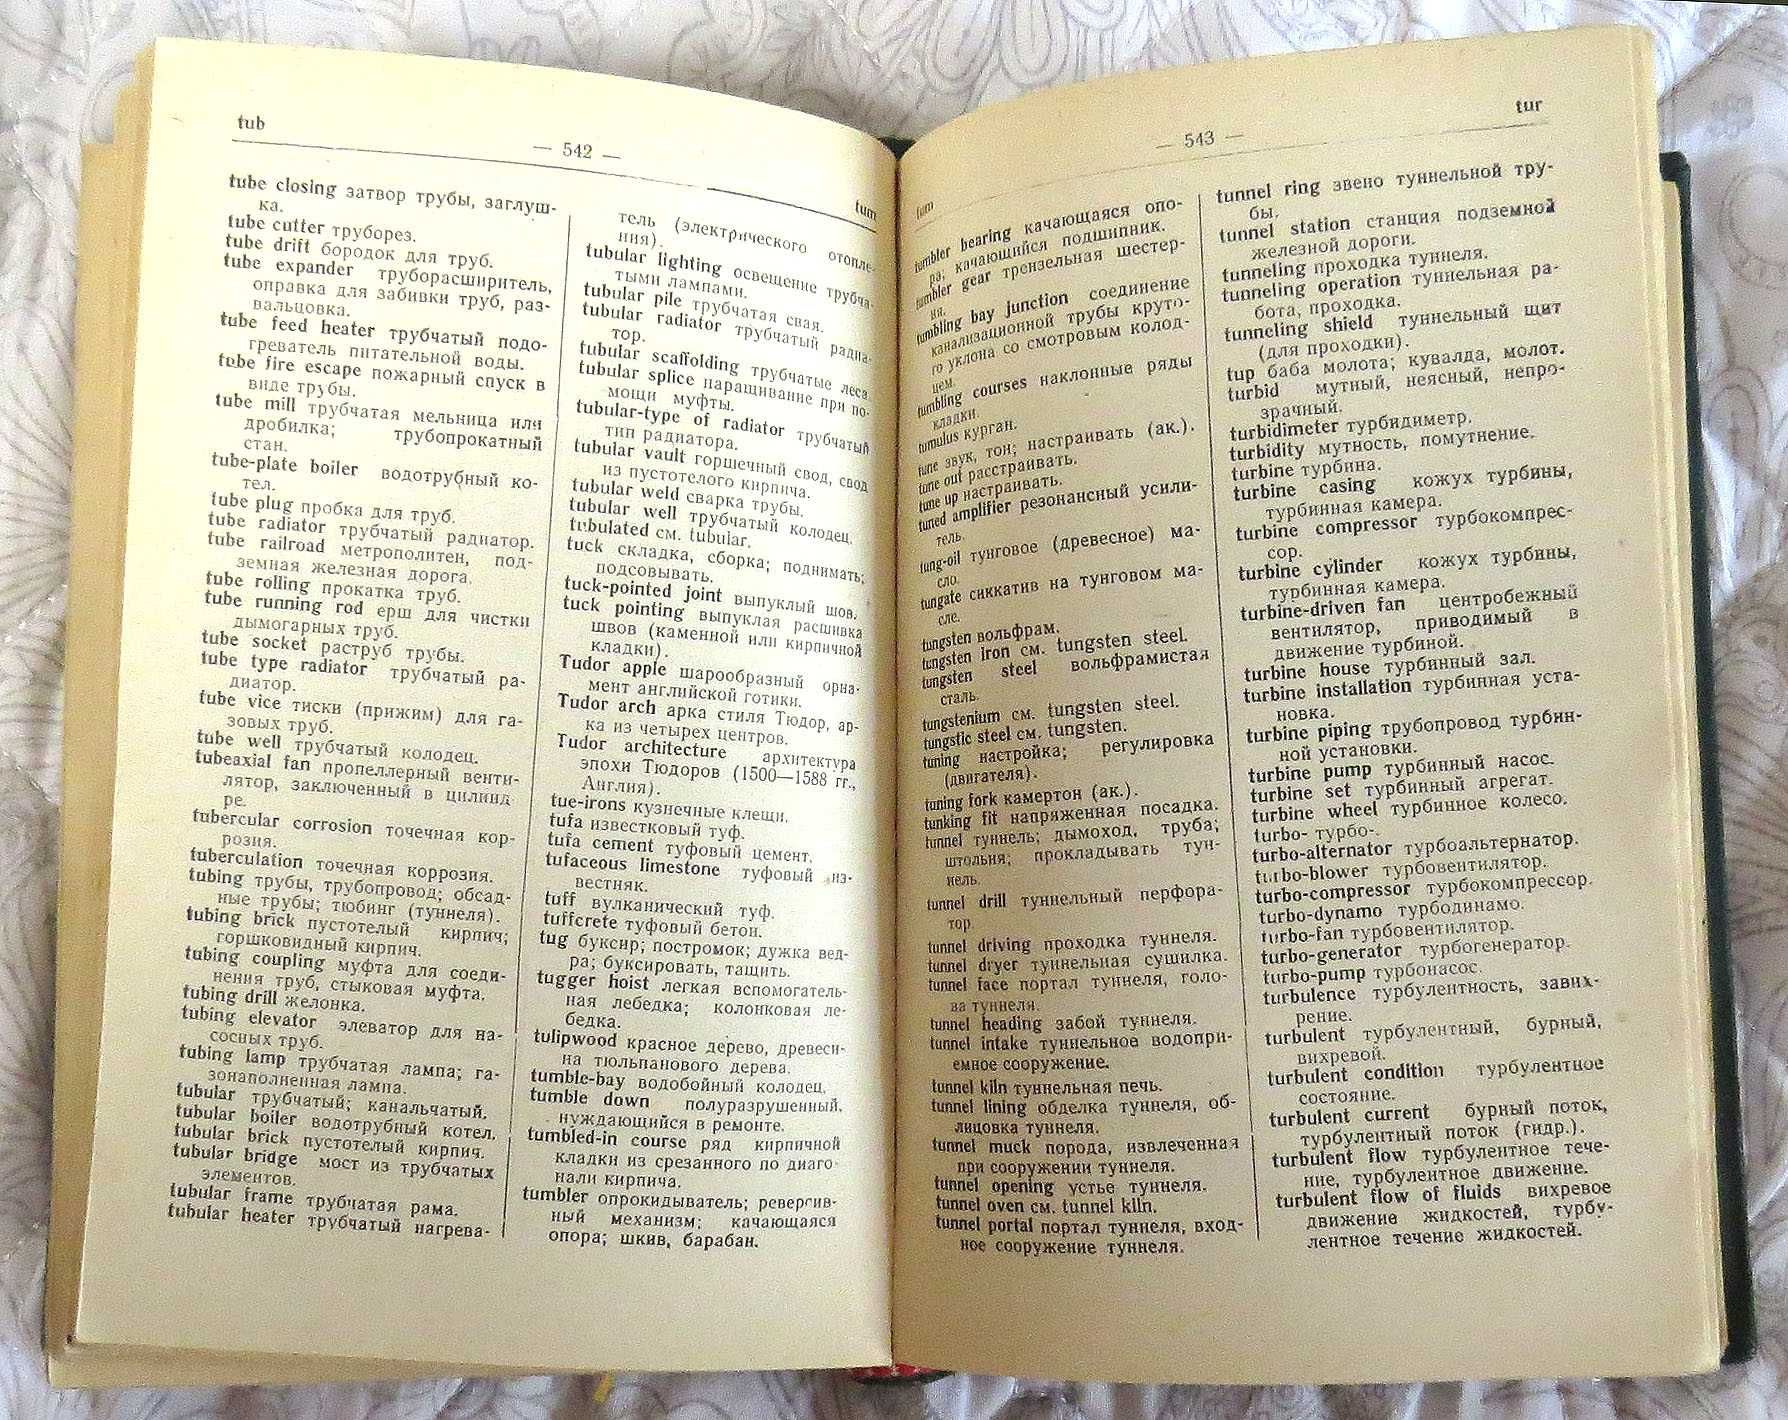 tub
— 542 —
tum
tube closing затвор трубы, заглуш-
ка.
tube cutter труборез.
tube drift бородок для труб.
tube expander труборасширитель,
оправка для забивки труб, раз-
вальцовка.
tube feed heater трубчатый подо-
греватель питательной воды.
tube fire escape пожарный спуск в
виде трубы.
tube mill трубчатая мельница или
дробилка; трубопрокатный
стан.
tube-plate boiler водотрубный ко-
тел.
tube plug пробка для труб.
tube radiator трубчатый радиатор.
tube railroad метрополитен, под-
земная железная дорога.
tube rolling прокатка труб.
tube running rod ерш для чистки
дымогарных труб.
tube socket раструб трубы.
tube type radiator трубчатый ра-
диатор.
tube vice тиски (прижим) для га-
зовых труб.
tube well трубчатый колодец.
tubeaxial fan пропеллерный венти-
лятор, заключенный в цилинд
ре.
tubercular corrosion точечная кор-
розия.
tuberculation точечная коррозия.
tubing трубы, трубопровод; обсад-
ные трубы; тюбинг (туннеля).
tubing brick пустотелый кирпич;
горшковидный кирпич.
tubing coupling муфта для соеди-
нения труб, стыковая муфта.
tubing drill желонка.
tubing elevator элеватор для на-
сосных труб.
tubing lamp трубчатая лампа; га-
зонаполненная лампа.
tubular трубчатый; канальчатый.
tubular boiler водотрубный котел.
tubular brick пустотелый кирпич.
tubular bridge мост из трубчатых
элементов.
tubular frame трубчатая рама.
tubular heater трубчатый нагрева-
тель (электрического отопле-
ния).
tubular lighting освещение трубча-
тыми лампами.
tubular pile трубчатая свая.
tubular radiator трубчатый радиа-
тор.
tubular scaffolding трубчатые леса.
tubular splice наращивание при по-
мощи муфты.
tubular-type of radiator трубчатый
тип радиатора.
tubular vault горшечный свод, свод
из пустотелого кирпича.
tubular weld сварка трубы.
tubular well трубчатый колодец.
tubulated см. tubular.
tuck складка, сборка; поднимать;
подсовывать.
tuck-pointed joint выпуклый шов.
tuck pointing выпуклая расшивка
швов (каменной или кирпичной
кладки).
Tudor apple шарообразный орна-
мент английской готики.
Tudor arch арка стиля Тюдор, ар-
ка из четырех центров.
Tudor architecture архитектура
эпохи Тюдоров (1500—1588 гг.,
Англия).
tue-irons кузнечные клещи.
tufa известковый туф.
tufa cement туфовый цемент.
tufaceous limestone туфовый из-
вестняк.
tuff вулканический туф.
tuffcrete туфовый бетон.
tug буксир; постромок; дужка вед-
ра; буксировать, тащить.
tugger hoist легкая вспомогатель-
ная лебедка; колонковая ле-
бедка.
tulipwood красное дерево, древеси-
на тюльпанового дерева.
tumble-bay водобойный колодец.
tumble down полуразрушенный,
нуждающийся в ремонте.
tumbled-in course ряд кирпичной
кладки из срезанного по диаго-
нали кирпича.
tumbler опрокидыватель; реверсив-
ный механизм; качающаяся
опора; шкив, барабан.
tum
— 543 —
tur
tumbler bearing качающаяся опо-
ра; качающийся подшипник.
tumbler gear трензельная шестер-
ня.
tumbling bay junction соединение
канализационной трубы круто-
го уклона со смотровым колод-
цем.
tumbling courses наклонные ряды
кладки.
tumulus курган.
tune звук, тон; настраивать (ак.).
tune out расстраивать.
tune up настраивать.
tuned amplifier резонансный усили-
тель.
tung-oil тунговое (древесное) ма-
сло.
tungate сиккатив на тунговом ма-
сле.
tungsten вольфрам.
tungsten iron см. tungsten steel.
tungsten steel вольфрамистая
сталь.
tungstenium см. tungsten steel.
tungstic steel см. tungsten.
tuning настройка; регулировка
(двигателя).
tuning fork камертон (ак.).
tunking fit напряженная посадка.
tunnel туннель; дымоход, труба;
штольня; прокладывать тун-
нель.
tunnel drill туннельный перфора-
тор
tunnel driving проходка туннеля.
tunnel dryer туннельная сушилка.
tunnel face портал туннеля, голо-
ва туннеля.
tunnel heading забой туннеля.
tunnel intake туннельное водопри-
емное сооружение.
tunnel kiln туннельная печь.
tunnel lining обделка туннеля, об-
лицовка туннеля.
tunnel muck порода, извлеченная
при сооружении туннеля.
tunnel opening устье туннеля.
tunnel oven см. tunnel kiln.
tunnel portal портал туннеля, вход-
ное сооружение туннеля.
tunnel ring звено туннельной тру-
бы.
tunnel station станция подземной
железной дороги.
tunneling проходка туннеля.
tunneling operation туннельная ра-
бота, проходка.
tunneling shield туннельный щит
(для проходки).
tup баба молота; кувалда, молот.
turbid мутный, неясный, непро-
зрачный.
turbidimeter турбидиметр.
turbidity мутность, помутнение.
turbine турбина.
turbine casing кожух турбины,
турбинная камера.
turbine compressor турбокомпрес-
сор.
turbine cylinder кожух турбины,
турбинная камера.
turbine-driven fan центробежный
вентилятор, приводимый в
движение турбиной.
turbine house турбинный зал.
turbine installation турбинная уста-
новка.
turbine piping трубопровод турбин-
ной установки.
turbine pump турбинный насос.
turbine set турбинный агрегат.
turbine wheel турбинное колесо.
turbo- турбо-.
turbo-alternator турбоальтернатор.
turbo-blower турбовентилятор.
turbo-compressor турбокомпрессор.
turbo-dynamo турбодинамо.
turbo-fan турбовентилятор.
turbo-generator турбогенератор.
turbo-pump турбонасос.
turbulence турбулентность, завих-
рение.
turbulent турбулентный, бурный,
вихревой.
turbulent condition турбулентное
состояние.
turbulent current бурный поток,
турбулентный поток (гидр.).
turbulent flow турбулентное тече-
ние, турбулентное движение.
turbulent flow of fluids вихревое
движение жидкостей, турбу-
лентное течение жидкостей.